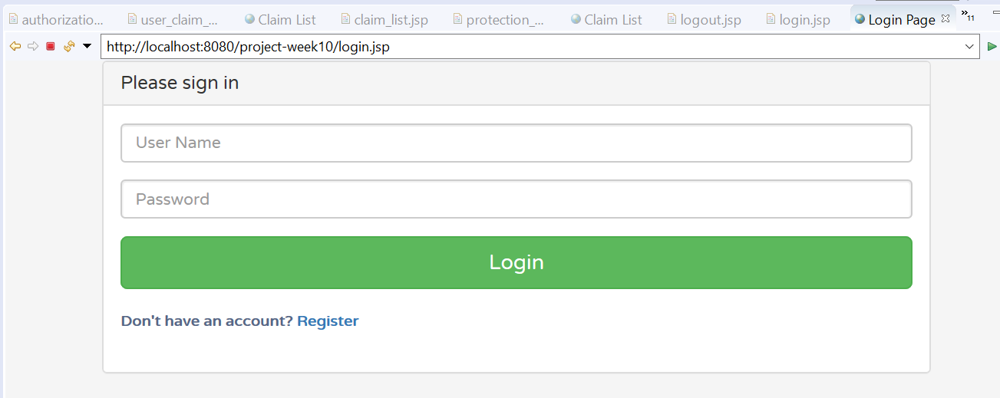 authorizatio... user_claim_... Claim List claim_list.jsp protection_... Claim List logout.jsp login.jsp Login Page »11
http://localhost:8080/project-week10/login.jsp
Please sign in
User Name
Password
Login
Don't have an account? Register